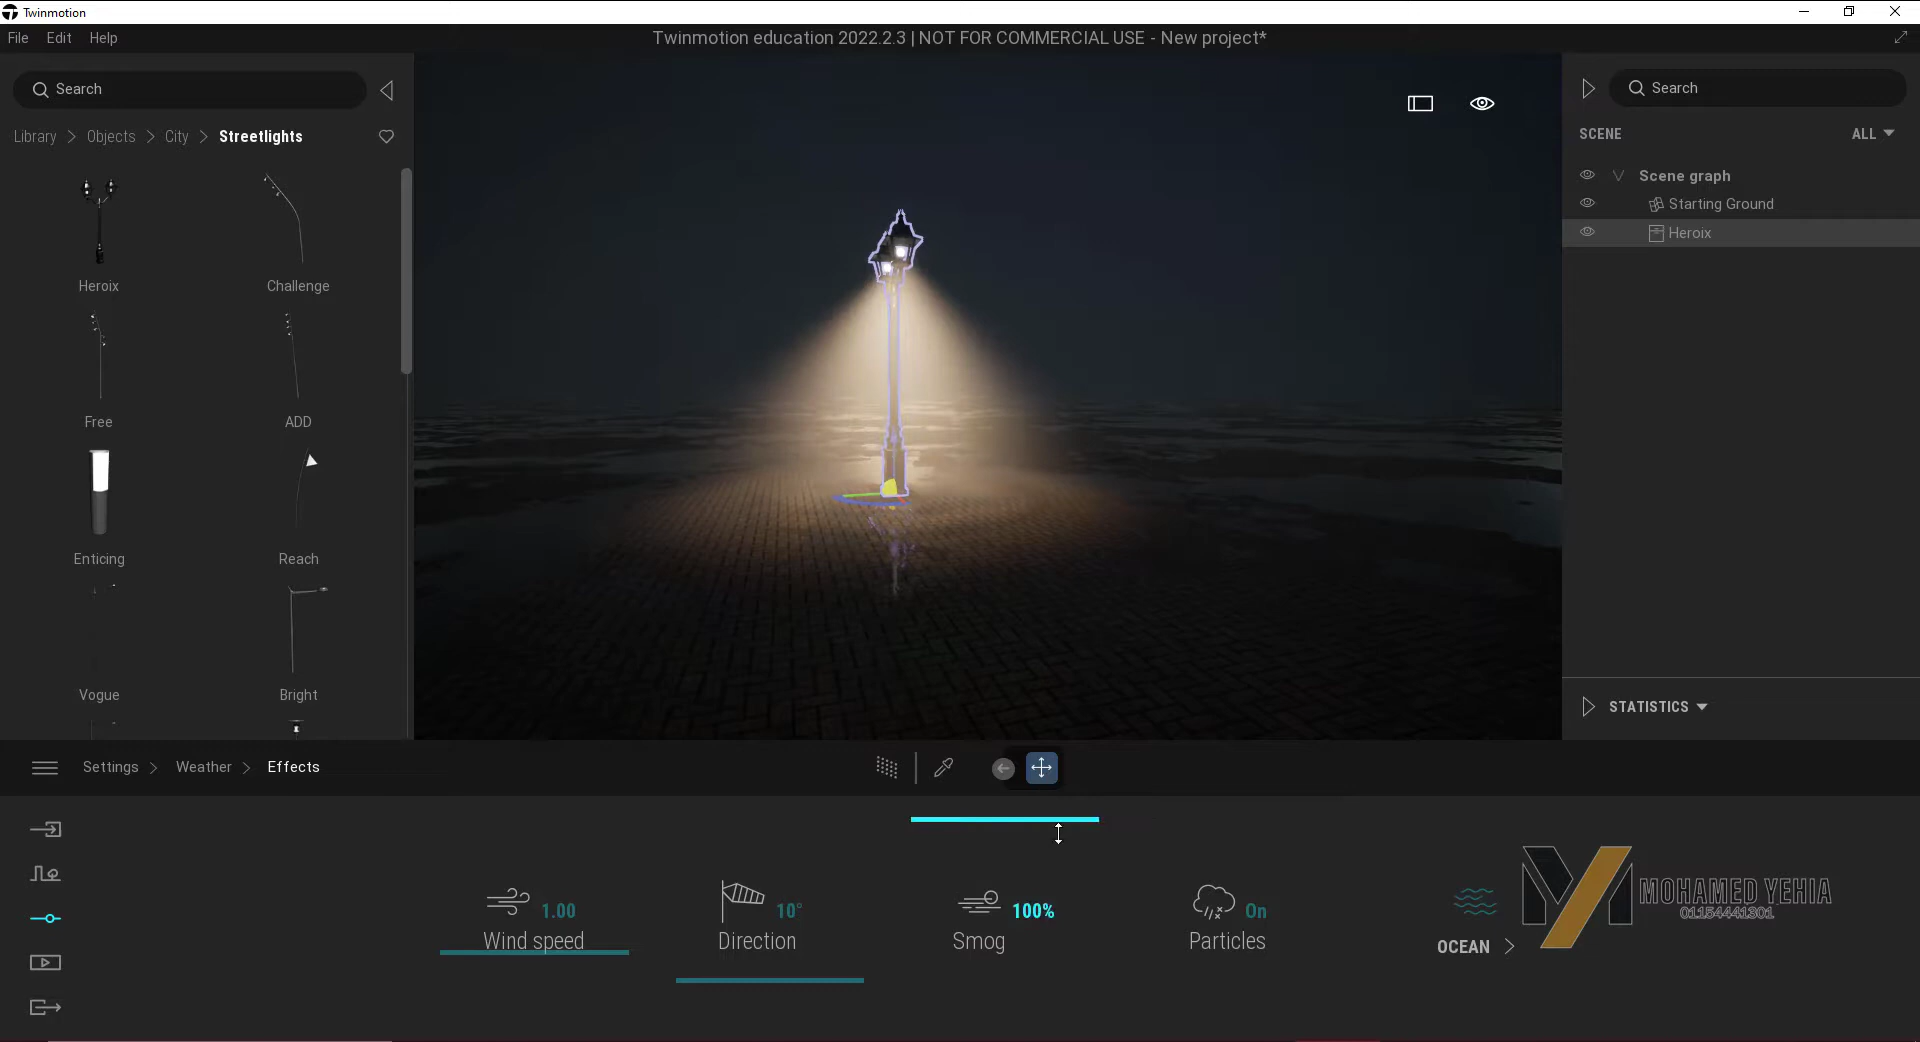 Twinmotion
File Edit Help
Twinmotion education 2022.2.3 | NOT FOR COMMERCIAL USE - New project*
Search
Library > Objects > City > Streetlights
Heroix
Challenge
Free
ADD
Enticing
Reach
Vogue
Bright
Search
SCENE
ALL
Scene graph
Starting Ground
Heroix
STATISTICS
Settings > Weather > Effects
1.00
Wind speed
10°
Direction
100%
Smog
On
Particles
OCEAN >
MOHAMED YEHIA
01154441301